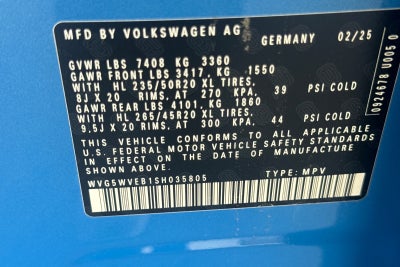 MFD BY VOLKSWAGEN AG GERMANY 02/25
GVWR LBS 7408 KG 3360
GAWR FRONT LBS 3417, KG 1550
WITH HL 235/50R20 XL TIRES,
8J X 20 RIMS. AT 270 KPA. 39 PSI COLD
GAWR REAR LBS 4101, KG 1860
WITH HL 265/45R20 XL TIRES,
9.5J X 20 RIMS, AT 300 KPA. 44 PSI COLD
THIS VEHICLE CONFORMS TO ALL APPLICABLE
U.S. FEDERAL MOTOR VEHICLE SAFETY STANDARDS
IN EFFECT ON THE DATE OF MANUFACTURE
SHOWN ABOVE.
WVG5WVEB1SH035805 TYPE: MPV
0924678 U005 0